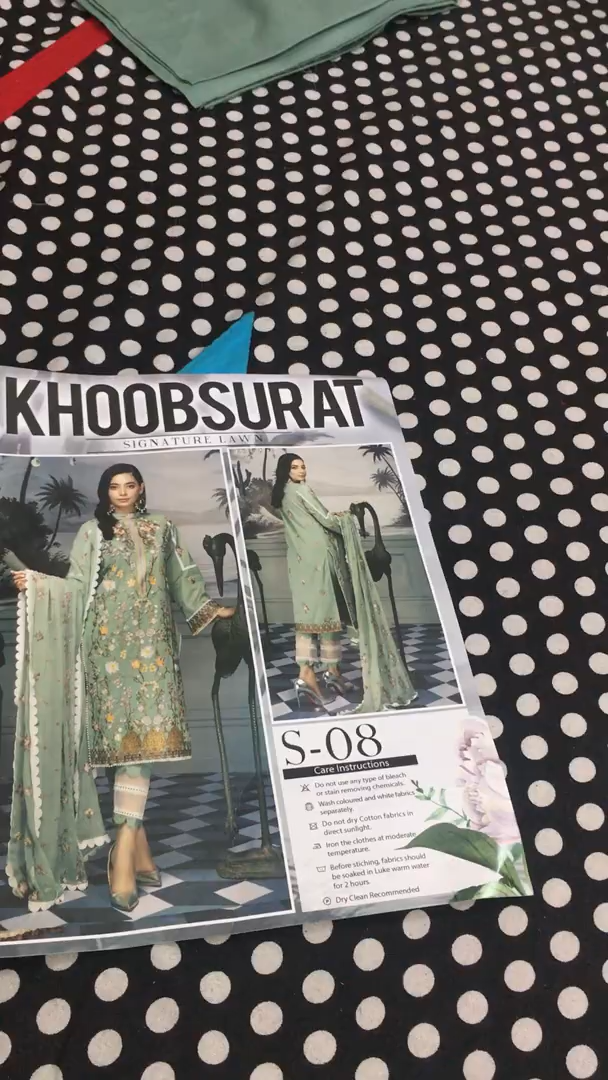 KHOOBSURAT
SIGNATURE LAWN
S-08
Care Instructions
Do not use any type of bleach
or stain removing chemicals.
Wash coloured and white fabrics
separately.
Do not dry Cotton fabrics in
direct sunlight.
Iron the clothes at moderate
temperature.
Before stiching, fabrics should
be soaked in Luke warm water
for 2 hours.
Dry Clean Recommended